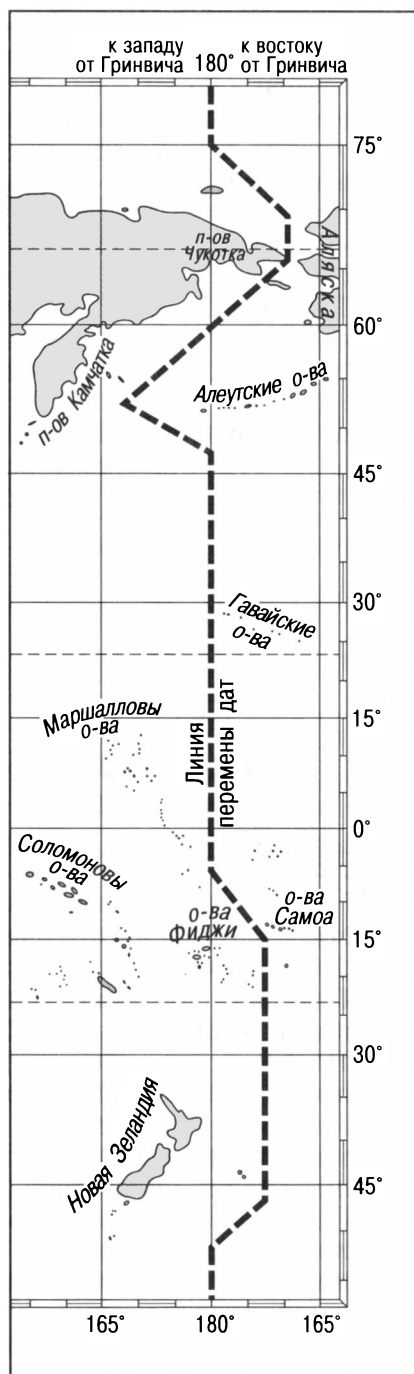 к западу
от Гринвича
180°
к востоку
от Гринвича
75°
п-ов
Чукотка
Аляска
60°
п-ов Камчатка
Алеутские о-ва
45°
30°
Гавайские
о-ва
Маршалловы
о-ва
15°
Линия
перемены дат
0°
Соломоновы
о-ва
о-ва
Фиджи
о-ва
Самоа
15°
30°
Новая Зеландия
45°
165°
180°
165°